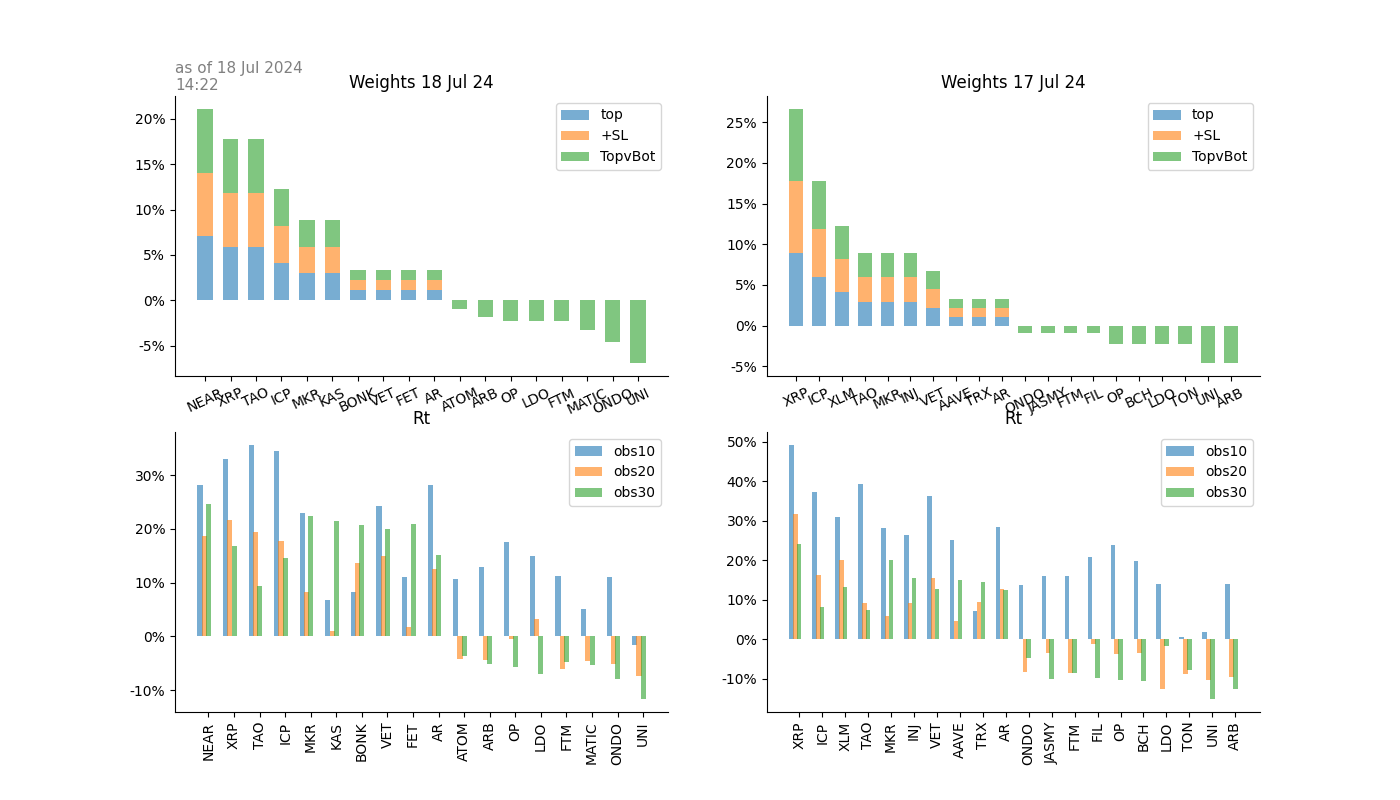 as of 18 Jul 2024
14:22
Weights 18 Jul 24
20%
15%
10%
5%
0%
-5%
top
+SL
TopvBot
NEAR XRP TAO ICP MKR KAS BONK VET FET AR ATOM ARB OP LDO FTM MATIC ONDO UNI
Weights 17 Jul 24
25%
20%
15%
10%
5%
0%
-5%
top
+SL
TopvBot
XRP ICP XLM TAO MKR INJ VET AAVE TRX AR ONDO JASMY FTM FIL OP BCH LDO TON UNI ARB
Rt
30%
20%
10%
0%
-10%
obs10
obs20
obs30
NEAR XRP TAO ICP MKR KAS BONK VET FET AR ATOM ARB OP LDO FTM MATIC ONDO UNI
Rt
50%
40%
30%
20%
10%
0%
-10%
obs10
obs20
obs30
XRP ICP XLM TAO MKR INJ VET AAVE TRX AR ONDO JASMY FTM FIL OP BCH LDO TON UNI ARB